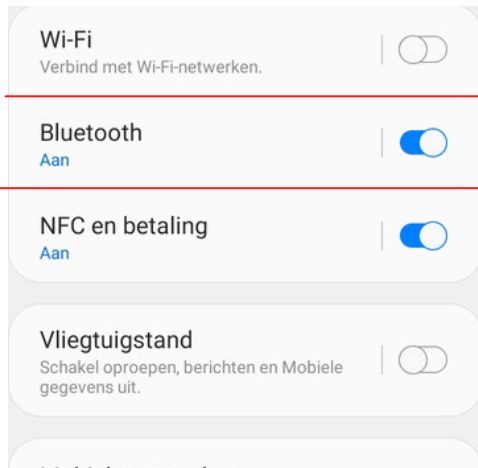 Wi-Fi
Verbind met Wi-Fi-netwerken.
Bluetooth
Aan
NFC en betaling
Aan
Vliegtuigstand
Schakel oproepen, berichten en Mobiele
gegevens uit.